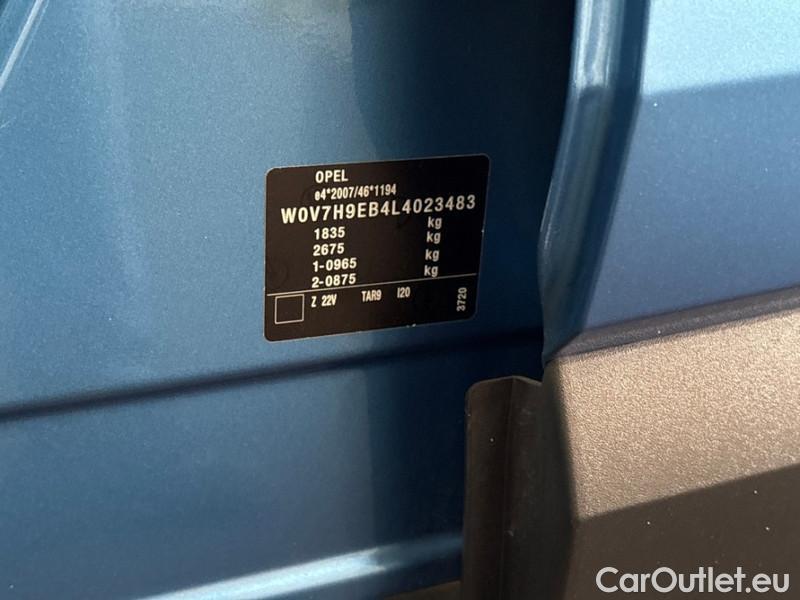 OPEL
e4*2007/46*1194
W0V7H9EB4L4023483
1835 kg
2675 kg
1-0965 kg
2-0875 kg
Z 22V TAR9 I20
3720
CarOutlet.eu